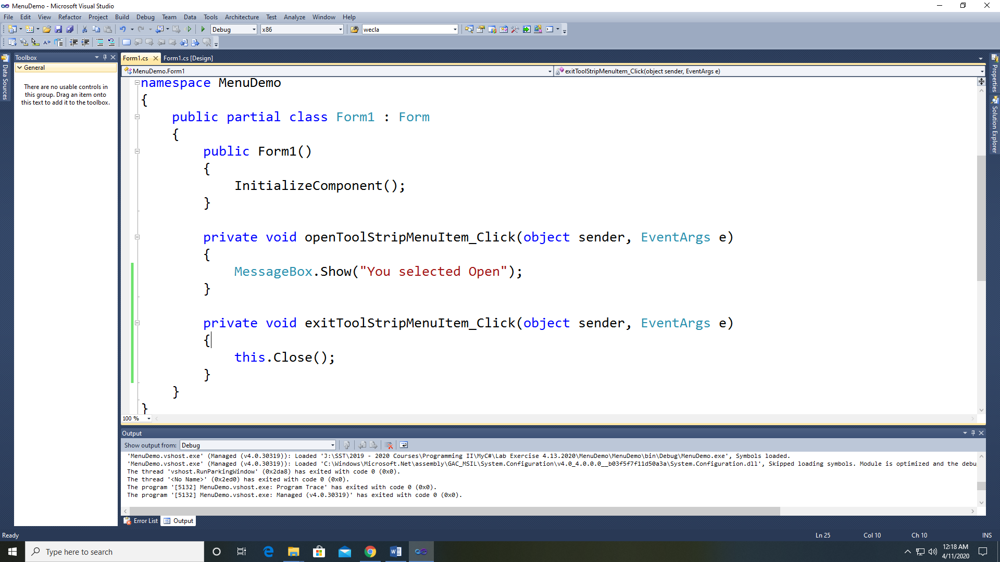 MenuDemo - Microsoft Visual Studio
File Edit View Refactor Project Build Debug Team Data Tools Architecture Test Analyze Window Help
Debug x86 wecla
Data Sources
Toolbox
General
There are no usable controls in
this group. Drag an item onto
this text to add it to the toolbox.
Form1.cs Form1.cs [Design]
MenuDemo.Form1 exitToolStripMenuItem_Click(object sender, EventArgs e)
namespace MenuDemo
{
public partial class Form1 : Form
{
public Form1()
{
InitializeComponent();
}
private void openToolStripMenuItem_Click(object sender, EventArgs e)
{
MessageBox.Show("You selected Open");
}
private void exitToolStripMenuItem_Click(object sender, EventArgs e)
{
this.Close();
}
}
}
100 %
Properties
Solution Explorer
Output
Show output from: Debug
'MenuDemo.vshost.exe' (Managed (v4.0.30319)): Loaded 'J:\SST\2019 - 2020 Courses\Programming II\MyC#\Lab Exercise 4.13.2020\MenuDemo\MenuDemo\bin\Debug\MenuDemo.exe', Symbols loaded.
'MenuDemo.vshost.exe' (Managed (v4.0.30319)): Loaded 'C:\Windows\Microsoft.Net\assembly\GAC_MSIL\System.Configuration\v4.0_4.0.0.0__b03f5f7f11d50a3a\System.Configuration.dll', Skipped loading symbols. Module is optimized and the debu
The thread 'vshost.RunParkingWindow' (0x2da8) has exited with code 0 (0x0).
The thread '<No Name>' (0x2ed0) has exited with code 0 (0x0).
The program '[5132] MenuDemo.vshost.exe: Program Trace' has exited with code 0 (0x0).
The program '[5132] MenuDemo.vshost.exe: Managed (v4.0.30319)' has exited with code 0 (0x0).
Error List Output
Ready Ln 25 Col 10 Ch 10 INS
Type here to search
12:18 AM
4/11/2020